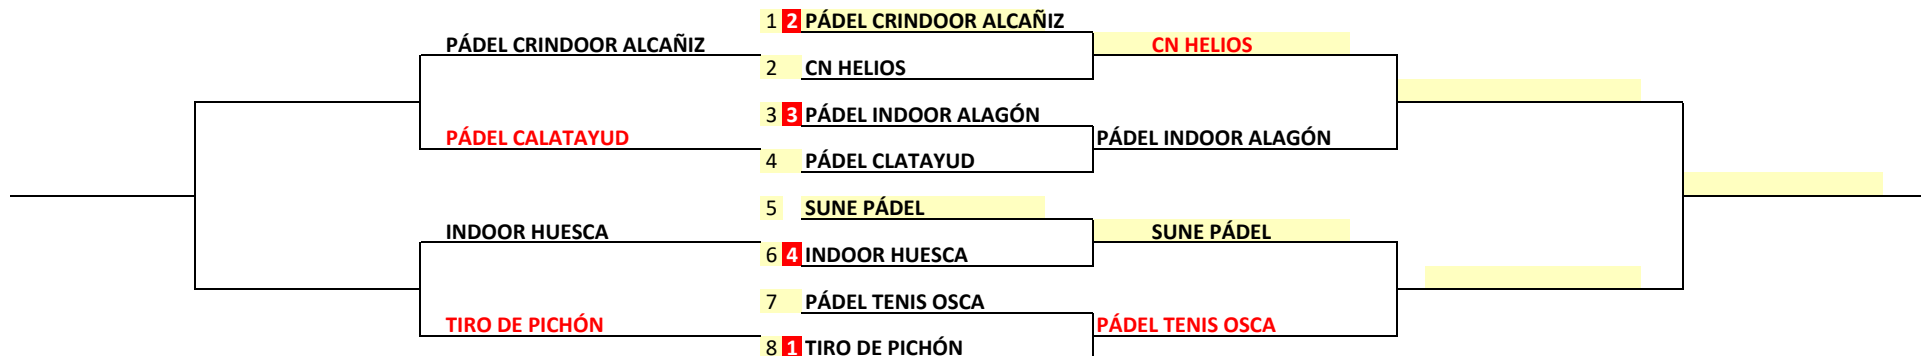 1 2 PÁDEL CRINDOOR ALCAÑIZ
PÁDEL CRINDOOR ALCAÑIZ CN HELIOS
2 CN HELIOS
3 3 PÁDEL INDOOR ALAGÓN
PÁDEL CALATAYUD PÁDEL INDOOR ALAGÓN
4 PÁDEL CLATAYUD
5 SUNE PÁDEL
INDOOR HUESCA SUNE PÁDEL
6 4 INDOOR HUESCA
7 PÁDEL TENIS OSCA
TIRO DE PICHÓN PÁDEL TENIS OSCA
8 1 TIRO DE PICHÓN